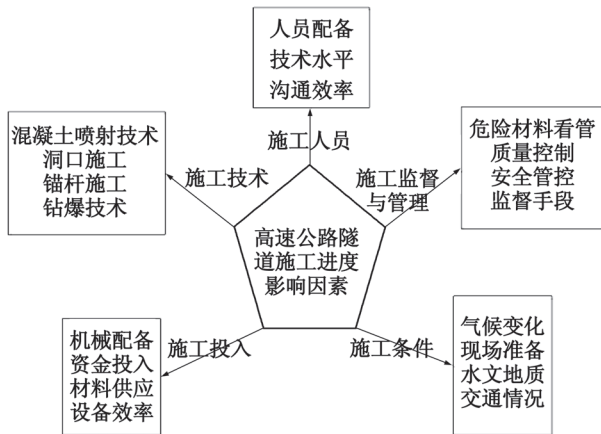 人员配备
技术水平
沟通效率
施工人员
混凝土喷射技术
洞口施工
锚杆施工
钻爆技术
施工技术
危险材料看管
质量控制
安全管控
监督手段
施工监督
与管理
高速公路隧
道施工进度
影响因素
机械配备
资金投入
材料供应
设备效率
施工投入
施工条件
气候变化
现场准备
水文地质
交通情况